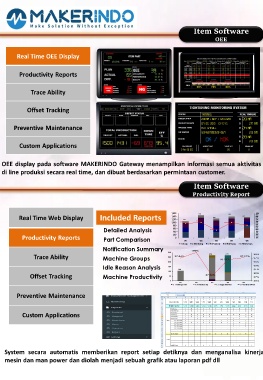 MAKERINDO
Make Solution Without Exception
Item Software
OEE
Real Time OEE Display
Productivity Reports
Trace Ability
Offset Tracking
Preventive Maintenance
Custom Applications
OEE display pada software MAKERINDO Gateway menampilkan informasi semua aktivitas
di line produksi secara real time, dan dibuat berdasarkan permintaan customer.
Item Software
Productivity Report
Real Time Web Display
Productivity Reports
Trace Ability
Offset Tracking
Preventive Maintenance
Custom Applications
Included Reports
Detailed Analysis
Part Comparison
Notification Summary
Machine Groups
Idle Reason Analysis
Machine Productivity
System secara automatis memberikan report setiap detiknya dan menganalisa kinerja
mesin dan man power dan diolah menjadi sebuah grafik atau laporan pdf dll